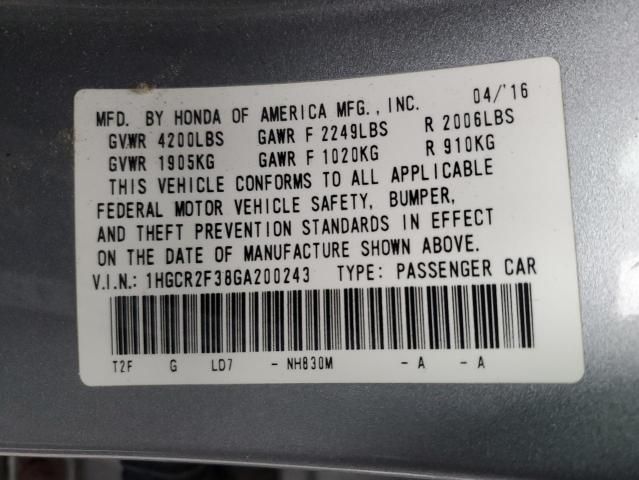 MFD. BY HONDA OF AMERICA MFG., INC. 04/'16
GVWR 4200LBS GAWR F 2249LBS R 2006LBS
GVWR 1905KG GAWR F 1020KG R 910KG
THIS VEHICLE CONFORMS TO ALL APPLICABLE
FEDERAL MOTOR VEHICLE SAFETY, BUMPER,
AND THEFT PREVENTION STANDARDS IN EFFECT
ON THE DATE OF MANUFACTURE SHOWN ABOVE.
V.I.N.: 1HGCR2F38GA200243 TYPE: PASSENGER CAR
T2F G LD7 - NH830M - A - A